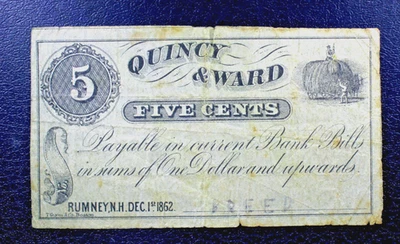 QUINCY
& WARD
5
FIVE CENTS
Payable in current Bank Bills
in sums of One Dollar and upwards.
RUMNEY, N.H. DEC. 1ST 1862.